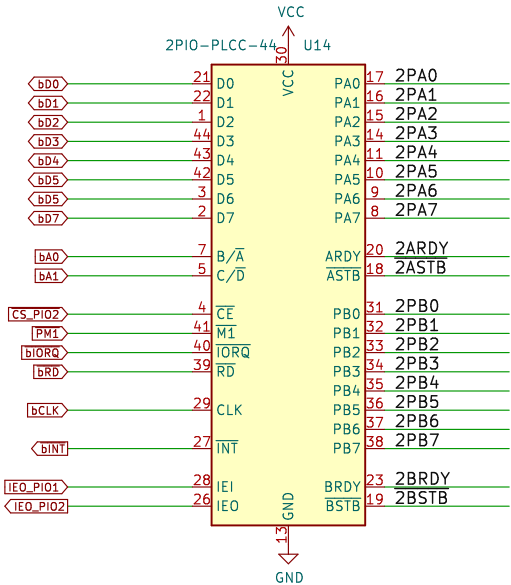 VCC
2PIO-PLCC-44 U14
30
VCC
bD0 21 D0 PA0 17 2PA0
bD1 22 D1 PA1 16 2PA1
bD2 1 D2 PA2 15 2PA2
bD3 44 D3 PA3 14 2PA3
bD4 43 D4 PA4 11 2PA4
bD5 42 D5 PA5 10 2PA5
bD5 3 D6 PA6 9 2PA6
bD7 2 D7 PA7 8 2PA7
bA0 7 B/A ARDY 20 2ARDY
bA1 5 C/D ASTB 18 2ASTB
CS_PIO2 4 CE PB0 31 2PB0
PM1 41 M1 PB1 32 2PB1
bIORQ 40 IORQ PB2 33 2PB2
bRD 39 RD PB3 34 2PB3
PB4 35 2PB4
bCLK 29 CLK PB5 36 2PB5
PB6 37 2PB6
bINT 27 INT PB7 38 2PB7
IEO_PIO1 28 IEI BRDY 23 2BRDY
IEO_PIO2 26 IEO BSTB 19 2BSTB
GND
13
GND